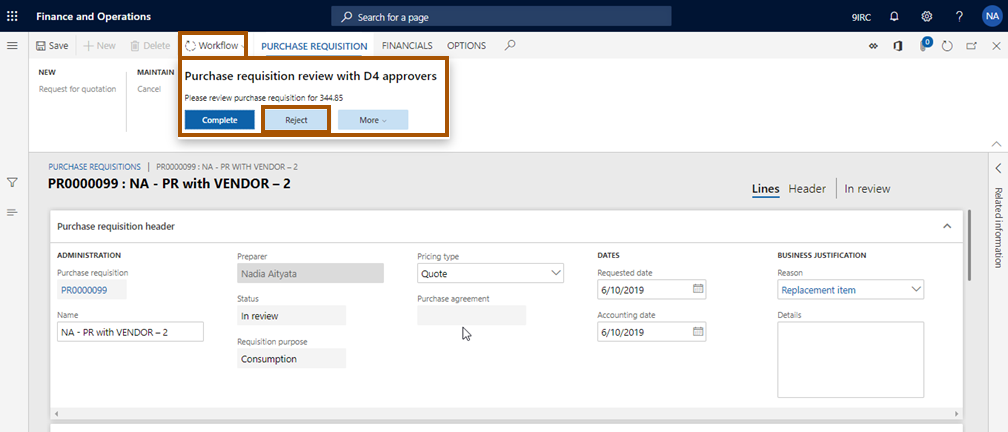 Finance and Operations
Search for a page
9IRC
?
NA
Save
New
Delete
Workflow
PURCHASE REQUISITION
FINANCIALS
OPTIONS
0
NEW
Request for quotation
MAINTAIN
Cancel
Purchase requisition review with D4 approvers
Please review purchase requisition for 344.85
Complete
Reject
More
PURCHASE REQUISITIONS | PR0000099 : NA - PR WITH VENDOR – 2
PR0000099 : NA - PR with VENDOR – 2
Lines
Header
In review
Related information
Purchase requisition header
ADMINISTRATION
Purchase requisition
PR0000099
Name
NA - PR with VENDOR – 2
Preparer
Nadia Aityata
Status
In review
Requisition purpose
Consumption
Pricing type
Quote
Purchase agreement
DATES
Requested date
6/10/2019
Accounting date
6/10/2019
BUSINESS JUSTIFICATION
Reason
Replacement item
Details